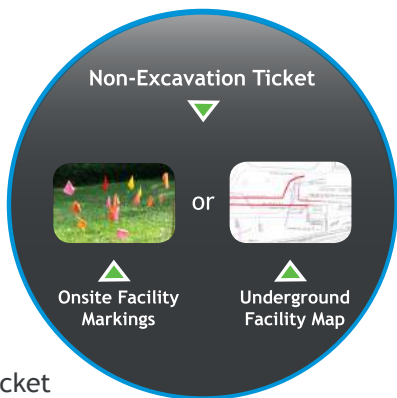 Non-Excavation Ticket
or
Onsite Facility
Markings
Underground
Facility Map